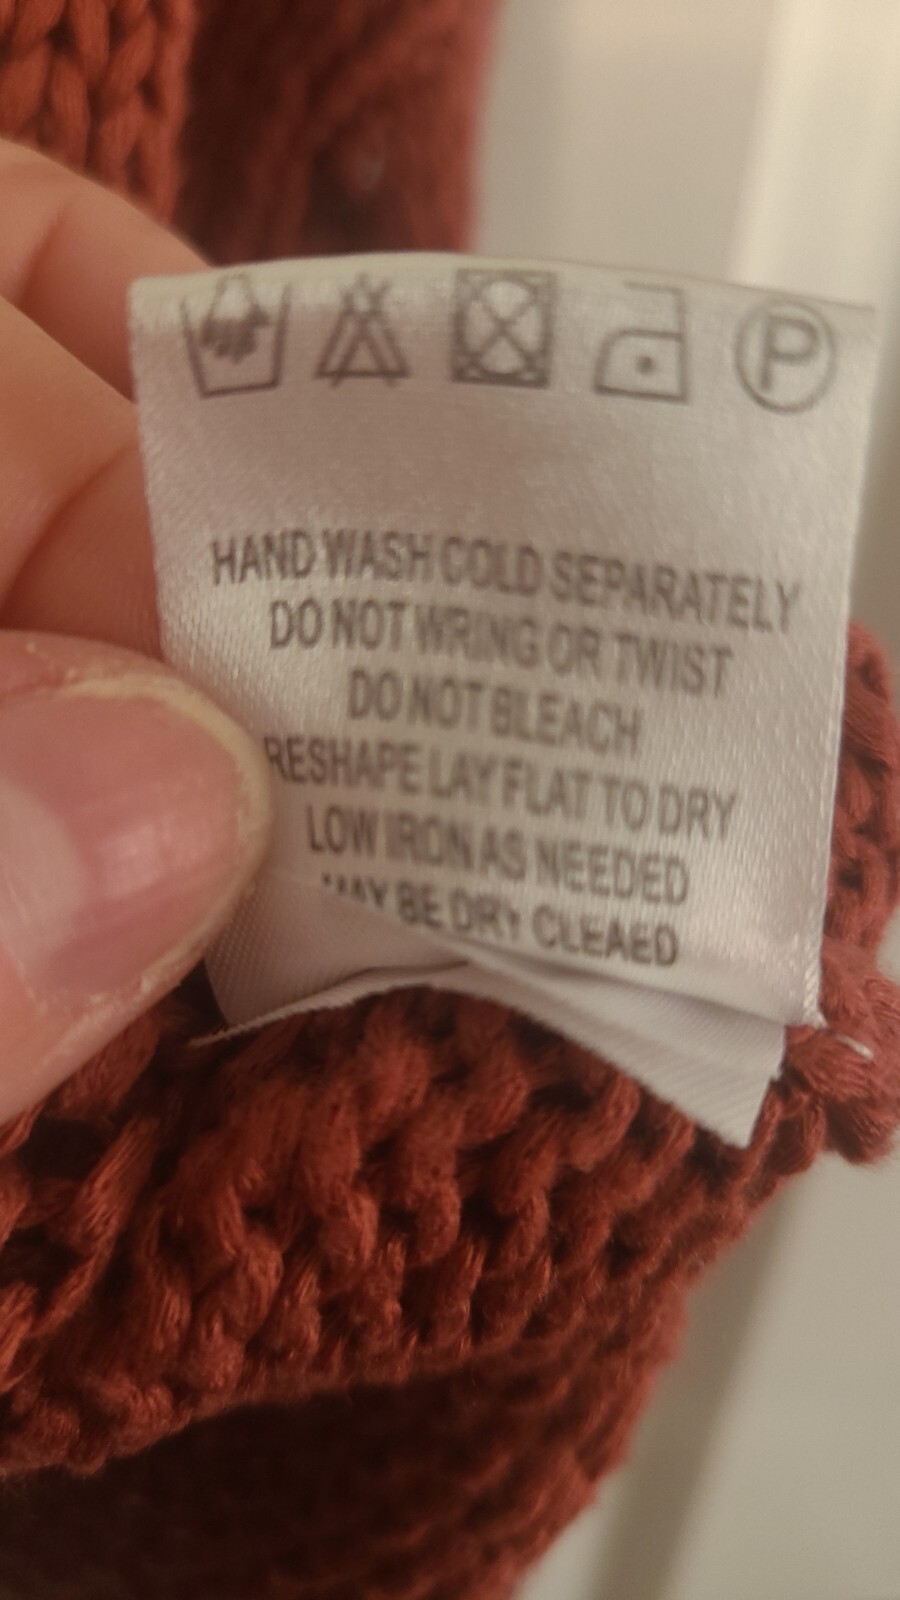 P
HAND WASH COLD SEPARATELY
DO NOT WRING OR TWIST
DO NOT BLEACH
RESHAPE LAY FLAT TO DRY
LOW IRON AS NEEDED
MAY BE DRY CLEAED